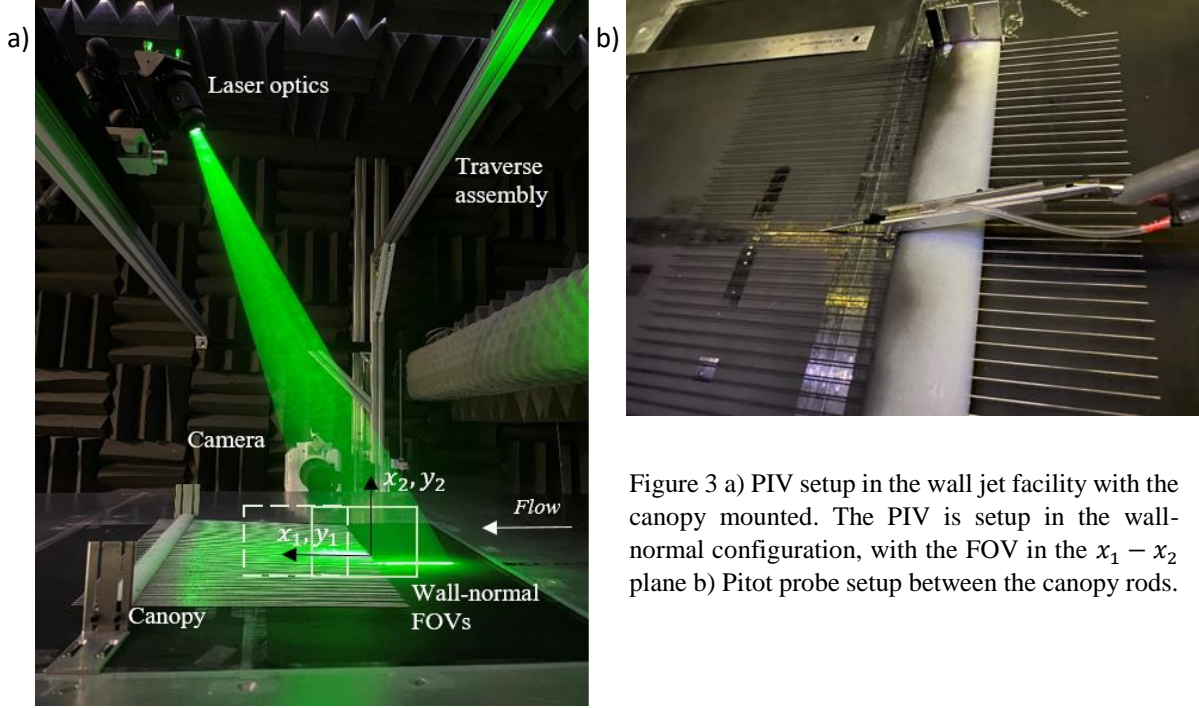 a)
Laser optics
Traverse
assembly
Camera
x₂, y₂
Flow
x₁, y₁
Wall-normal
FOVs
Canopy
b)
Figure 3 a) PIV setup in the wall jet facility with the
canopy mounted. The PIV is setup in the wall-
normal configuration, with the FOV in the x₁ − x₂
plane b) Pitot probe setup between the canopy rods.